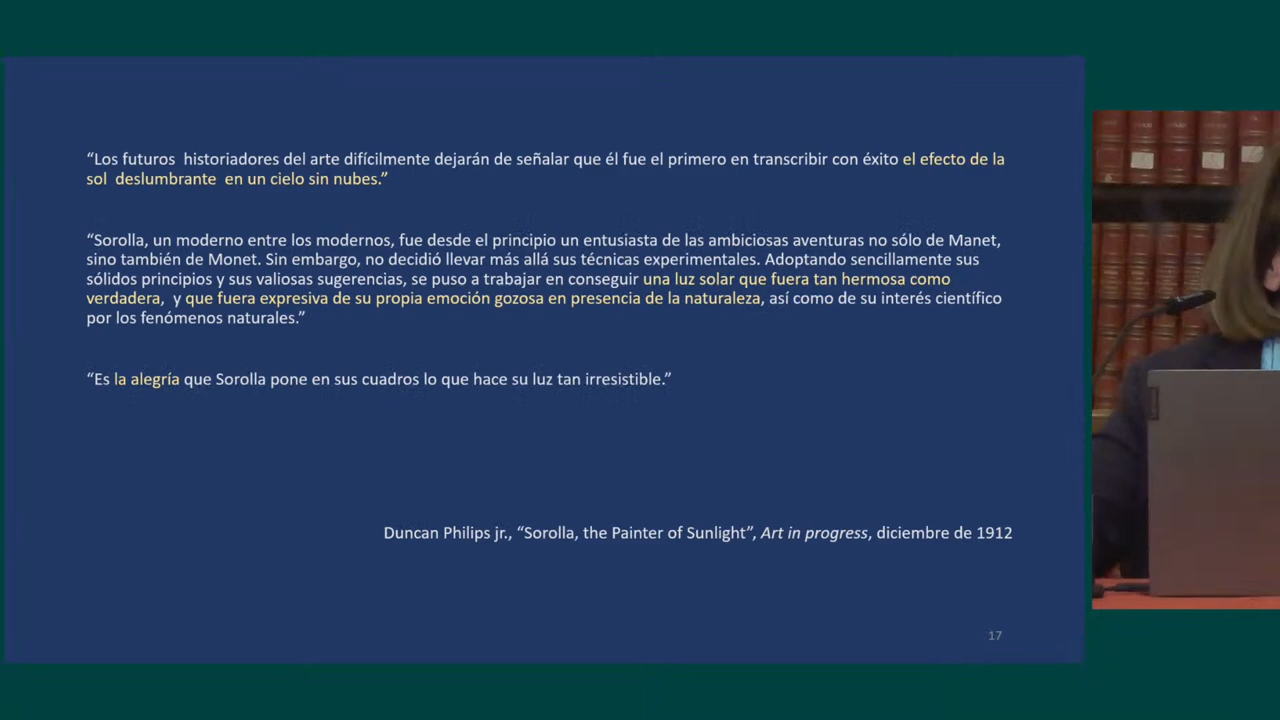 “Los futuros  historiadores del arte difícilmente dejarán de señalar que él fue el primero en transcribir con éxito el efecto de la
sol  deslumbrante  en un cielo sin nubes.”
“Sorolla, un moderno entre los modernos, fue desde el principio un entusiasta de las ambiciosas aventuras no sólo de Manet,
sino también de Monet. Sin embargo, no decidió llevar más allá sus técnicas experimentales. Adoptando sencillamente sus
sólidos principios y sus valiosas sugerencias, se puso a trabajar en conseguir una luz solar que fuera tan hermosa como
verdadera,  y que fuera expresiva de su propia emoción gozosa en presencia de la naturaleza, así como de su interés científico
por los fenómenos naturales.”
“Es la alegría que Sorolla pone en sus cuadros lo que hace su luz tan irresistible.”
Duncan Philips jr., “Sorolla, the Painter of Sunlight”, Art in progress, diciembre de 1912
17